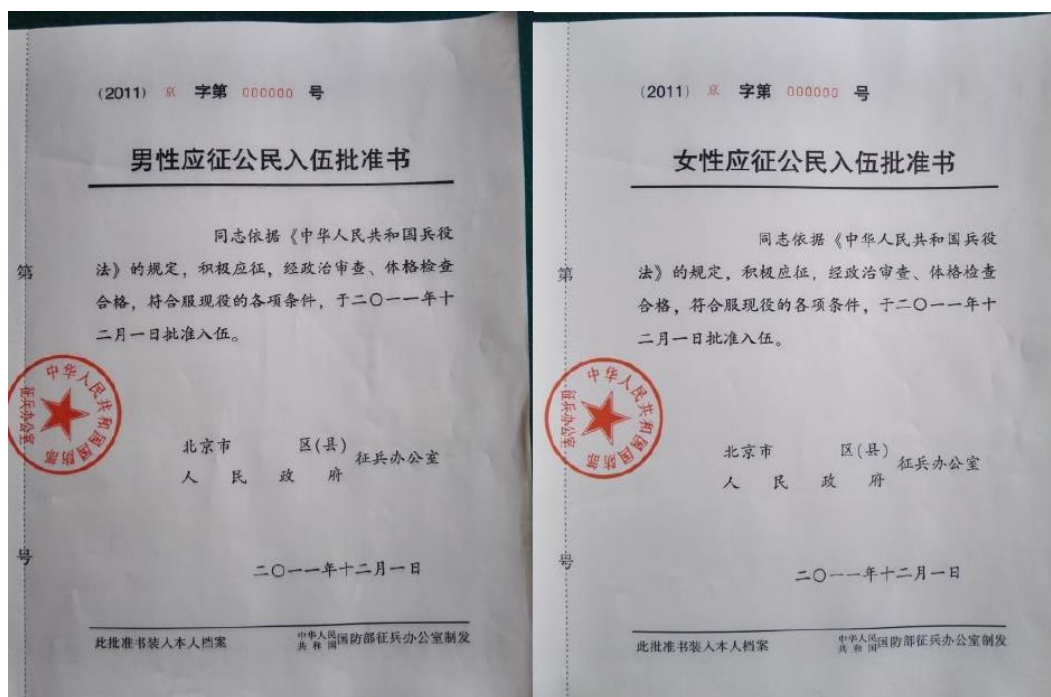 (2011) 京 字第 000000 号
男性应征公民入伍批准书
同志依据《中华人民共和国兵役
法》的规定，积极应征，经政治审查、体格检查
合格，符合服现役的各项条件，于二〇一一年十
二月一日批准入伍。
第
号
中华人民共和国国防部
征兵办公室
北京市 区(县)
人民政府
征兵办公室
二〇一一年十二月一日
此批准书装入本人档案
中华人民共和国国防部征兵办公室制发
(2011) 京 字第 000000 号
女性应征公民入伍批准书
同志依据《中华人民共和国兵役
法》的规定，积极应征，经政治审查、体格检查
合格，符合服现役的各项条件，于二〇一一年十
二月一日批准入伍。
第
号
中华人民共和国国防部
征兵办公室
北京市 区(县)
人民政府
征兵办公室
二〇一一年十二月一日
此批准书装入本人档案
中华人民共和国国防部征兵办公室制发